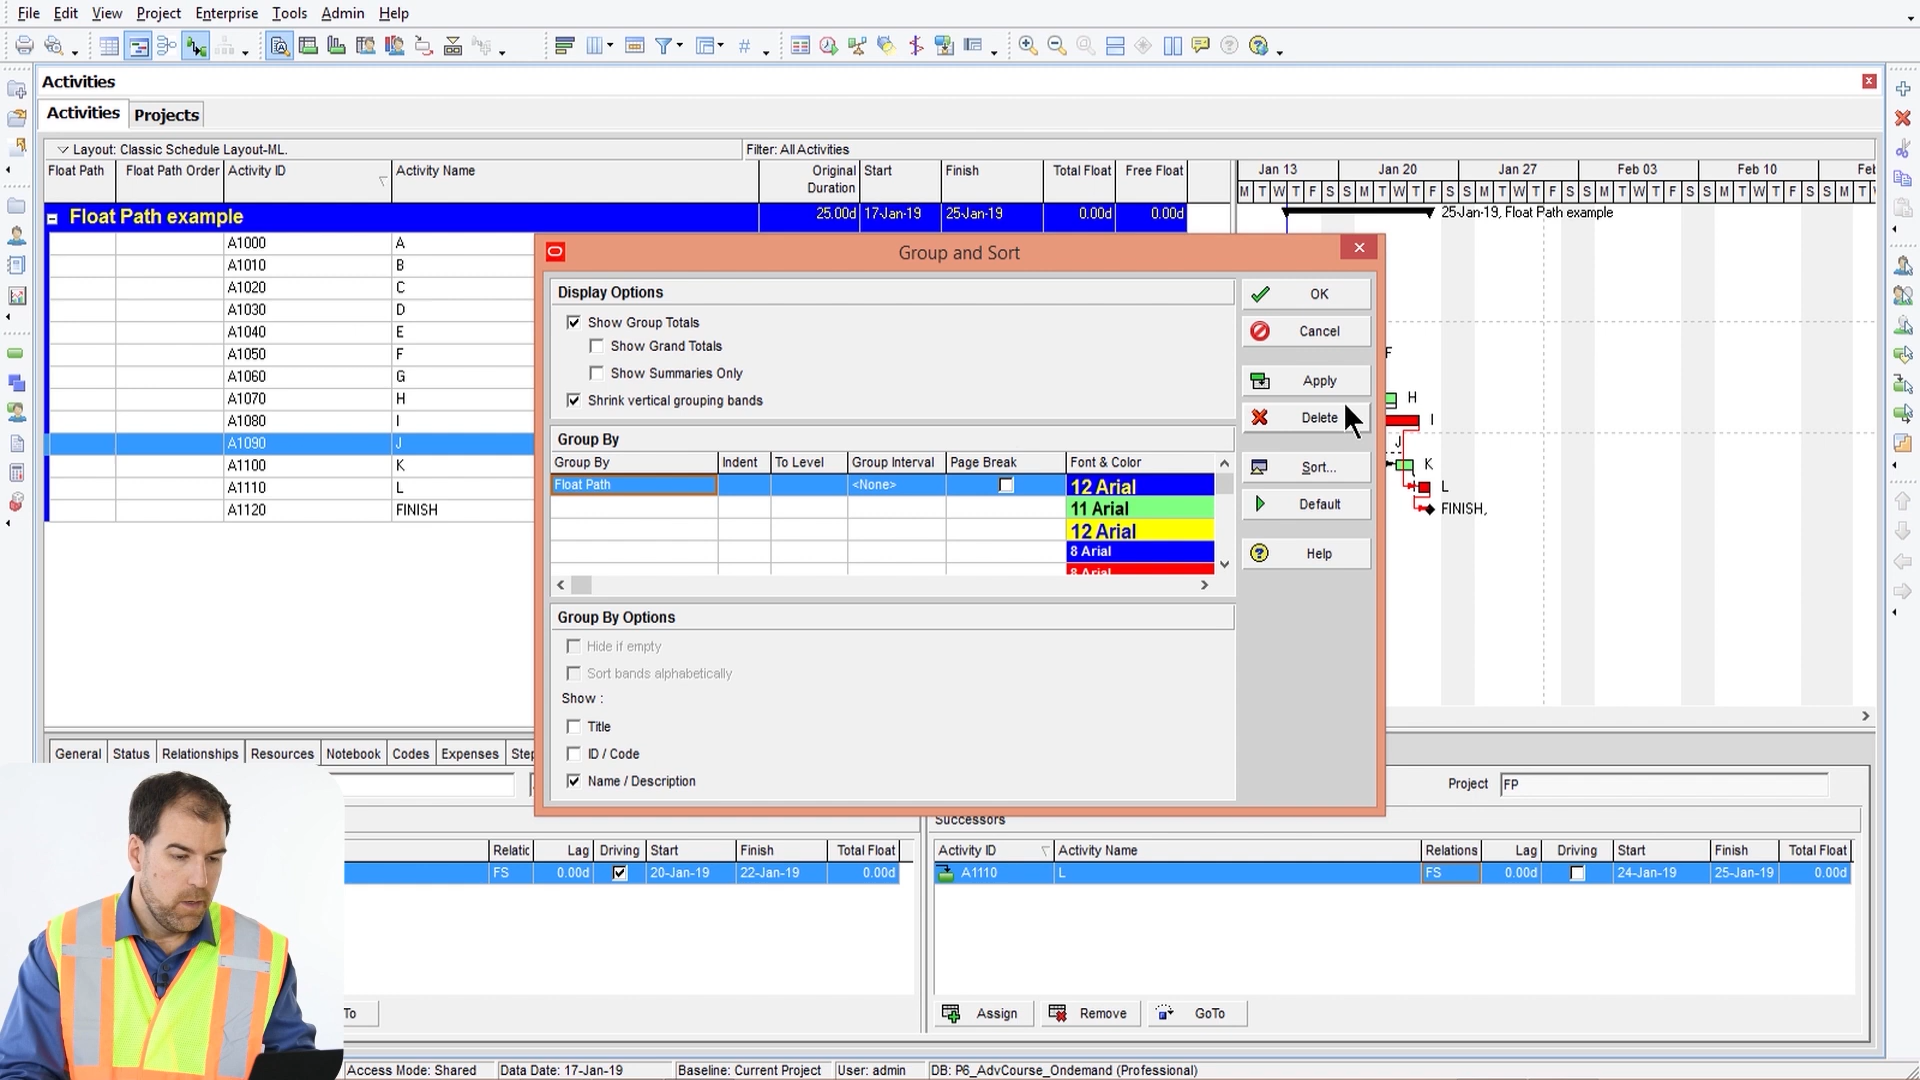 File Edit View Project Enterprise Tools Admin Help
Activities
Activities Projects
Layout: Classic Schedule Layout-ML. Filter: All Activities
Float Path Float Path Order Activity ID Activity Name Original Duration Start Finish Total Float Free Float
Jan 13 Jan 20 Jan 27 Feb 03 Feb 10 Feb
M T W T F S S M T W T F S S M T W T F S S M T W T F S S M T W T F S S M T W
Float Path example 25.00d 17-Jan-19 25-Jan-19 0.00d 0.00d
25-Jan-19, Float Path example
A1000 A
A1010 B
A1020 C
A1030 D
A1040 E
A1050 F
A1060 G
A1070 H
A1080 I
A1090 J
A1100 K
A1110 L
A1120 FINISH
F
H
I
J
K
L
FINISH,
Group and Sort
Display Options
Show Group Totals
Show Grand Totals
Show Summaries Only
Shrink vertical grouping bands
Group By
Group By Indent To Level Group Interval Page Break Font & Color
Float Path <None> 12 Arial
11 Arial
12 Arial
8 Arial
8 Arial
Group By Options
Hide if empty
Sort bands alphabetically
Show :
Title
ID / Code
Name / Description
OK
Cancel
Apply
Delete
Sort...
Default
Help
General Status Relationships Resources Notebook Codes Expenses Step
Project FP
Successors
Relatic Lag Driving Start Finish Total Float
FS 0.00d 20-Jan-19 22-Jan-19 0.00d
Activity ID Activity Name Relations Lag Driving Start Finish Total Float
A1110 L FS 0.00d 24-Jan-19 25-Jan-19 0.00d
To
Assign Remove GoTo
Access Mode: Shared Data Date: 17-Jan-19 Baseline: Current Project User: admin DB: P6_AdvCourse_Ondemand (Professional)